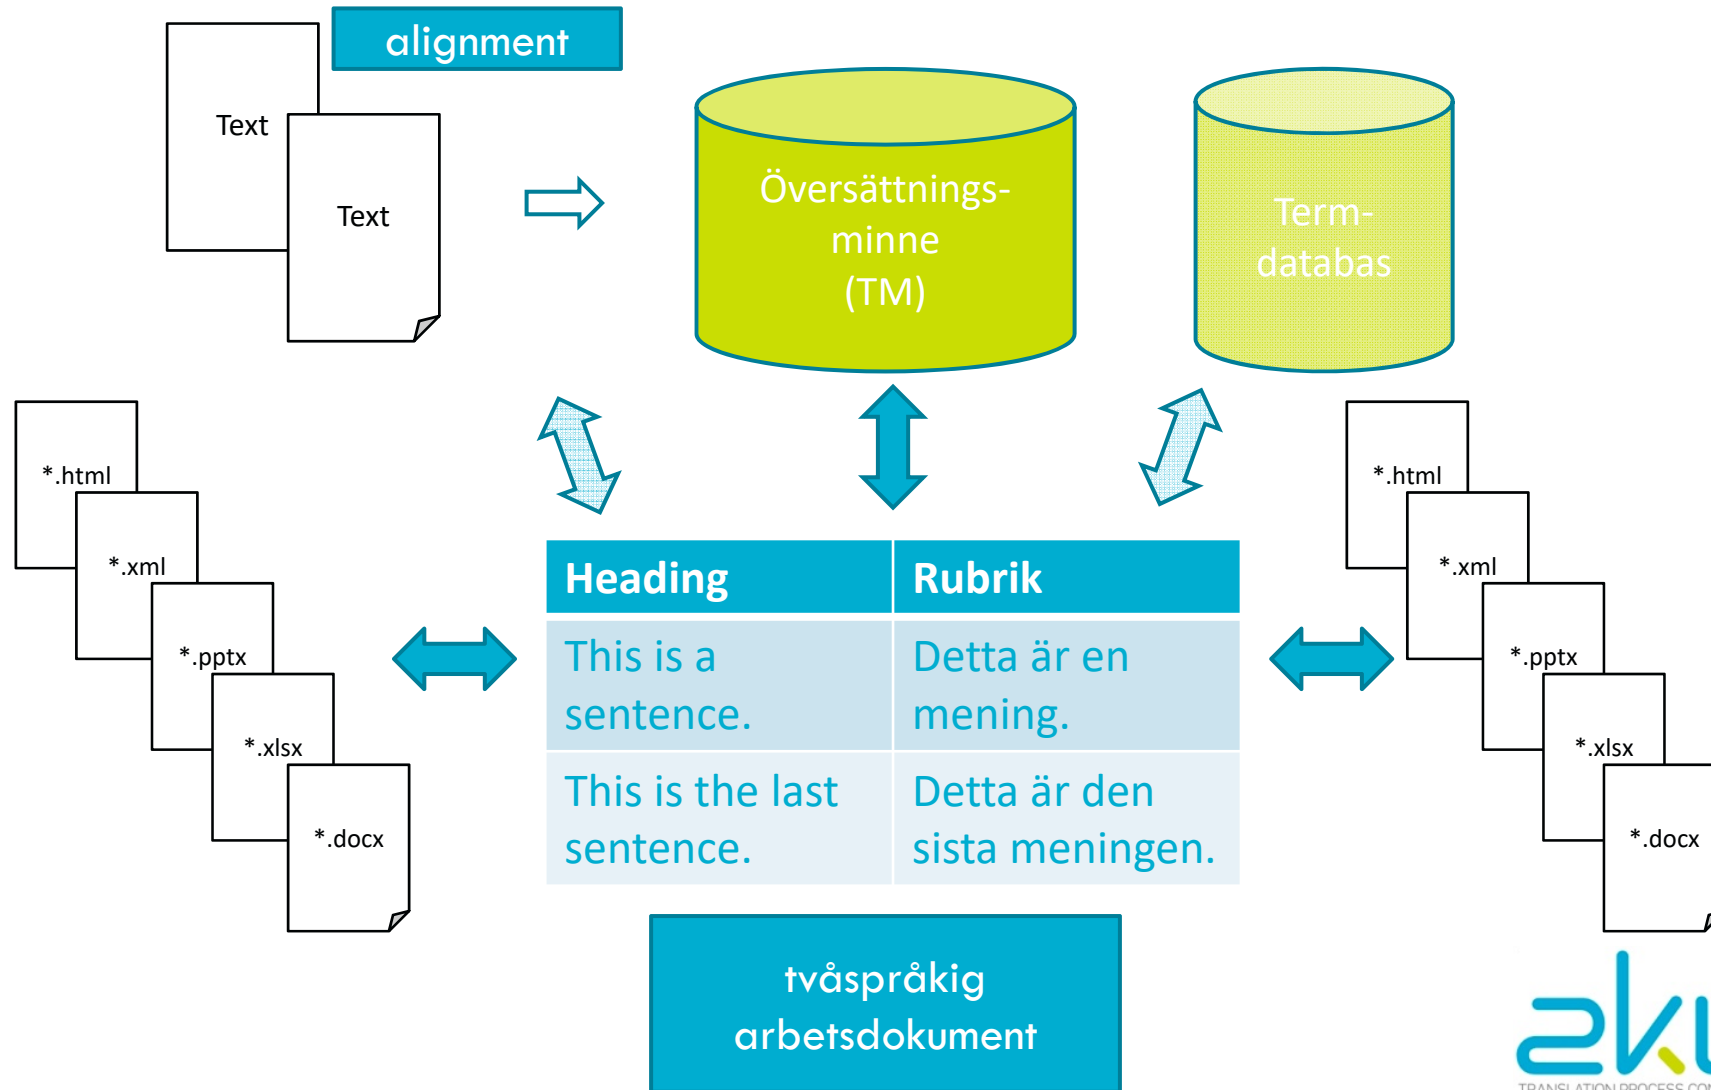 alignment
Text
Text
Översättnings-
minne
(TM)
Term-
databas
*.html
*.xml
*.pptx
*.xlsx
*.docx
Heading
Rubrik
This is a
sentence.
Detta är en
mening.
This is the last
sentence.
Detta är den
sista meningen.
*.html
*.xml
*.pptx
*.xlsx
*.docx
tvåspråkig
arbetsdokument
TRANSLATION PROCESS